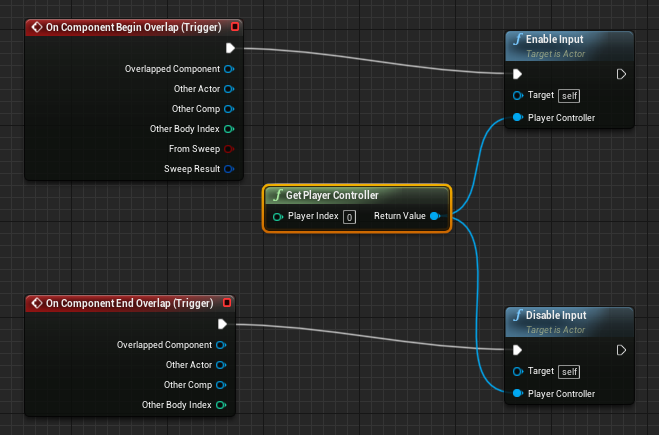 On Component Begin Overlap (Trigger)
Overlapped Component
Other Actor
Other Comp
Other Body Index
From Sweep
Sweep Result
f Enable Input
Target is Actor
Target self
Player Controller
f Get Player Controller
Player Index 0 Return Value
On Component End Overlap (Trigger)
Overlapped Component
Other Actor
Other Comp
Other Body Index
f Disable Input
Target is Actor
Target self
Player Controller